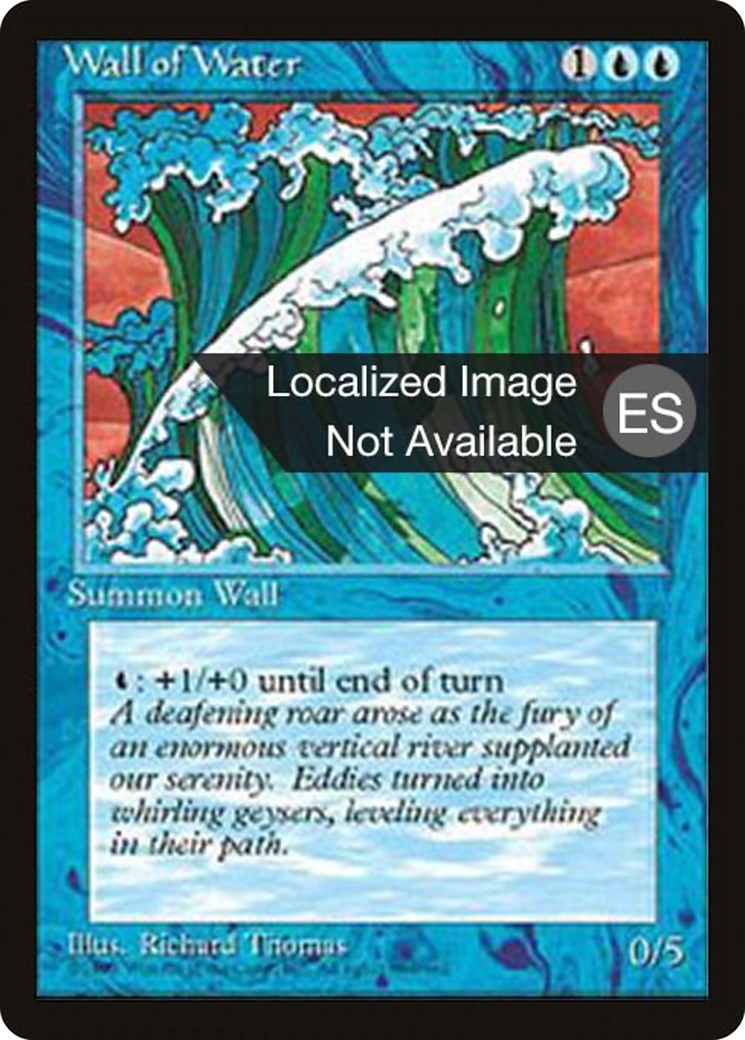 Wall of Water
1
Localized Image
Not Available
ES
Summon Wall
: +1/+0 until end of turn
A deafening roar arose as the fury of
an enormous vertical river supplanted
our serenity. Eddies turned into
whirling geysers, leveling everything
in their path.
Illus. Richard Thomas
0/5